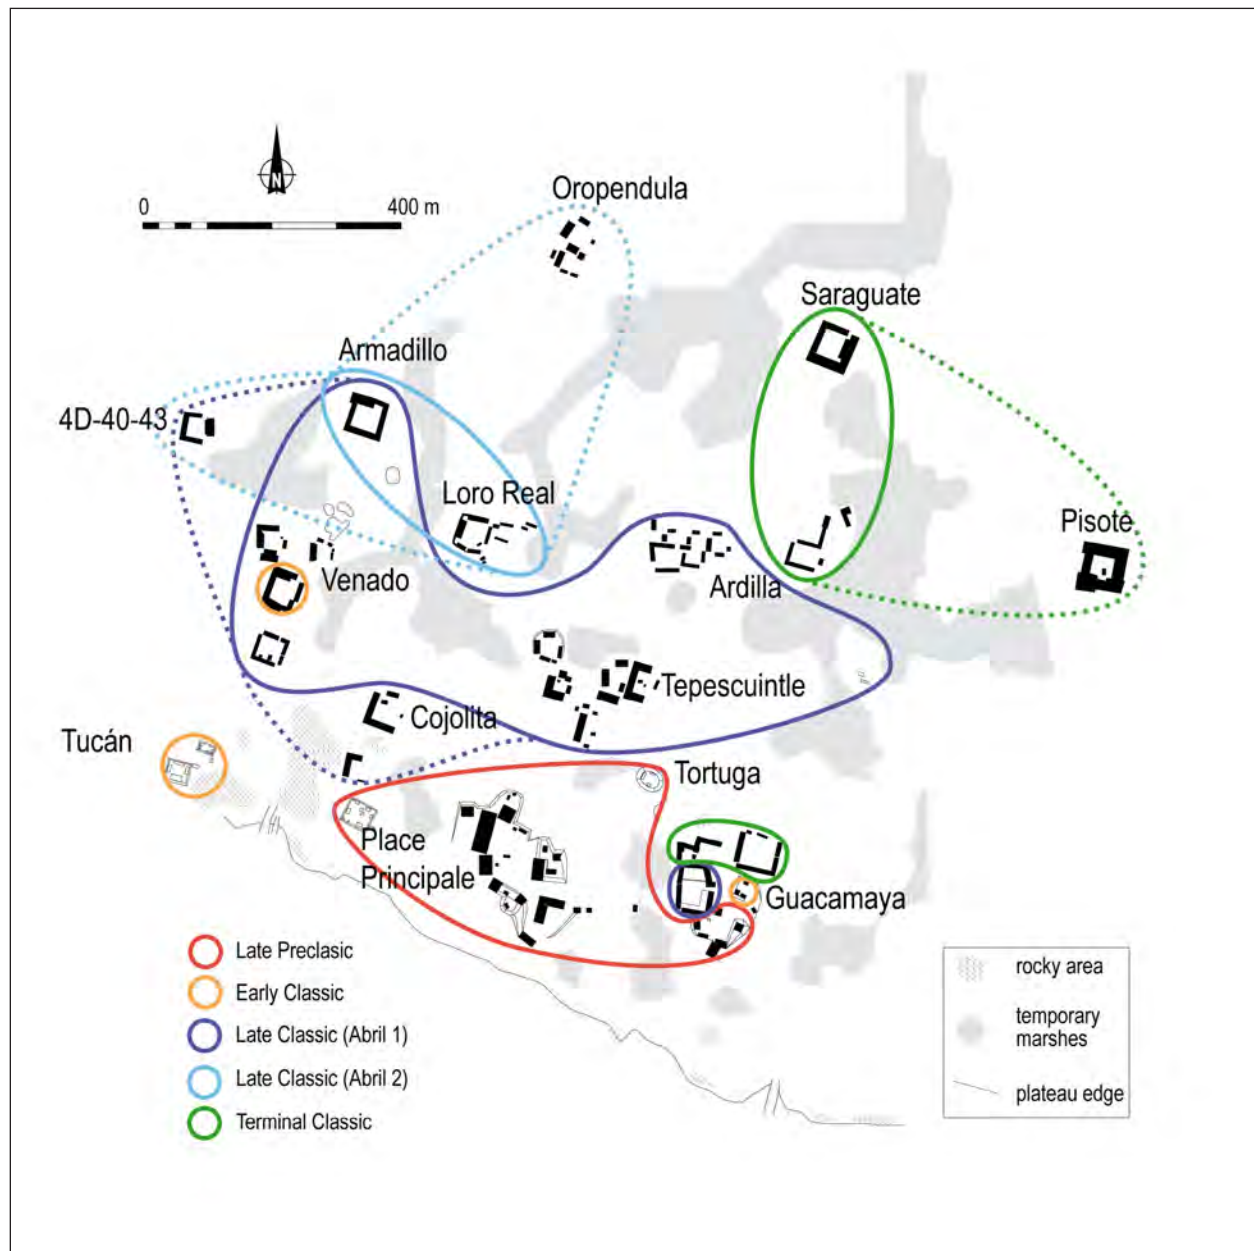 N
0
400 m
Oropendula
Saraguate
Armadillo
4D-40-43
Loro Real
Pisote
Venado
Ardilla
Tepescuintle
Cojolita
Tucán
Tortuga
Place
Principale
Guacamaya
Late Preclasic
Early Classic
Late Classic (Abril 1)
Late Classic (Abril 2)
Terminal Classic
rocky area
temporary
marshes
plateau edge